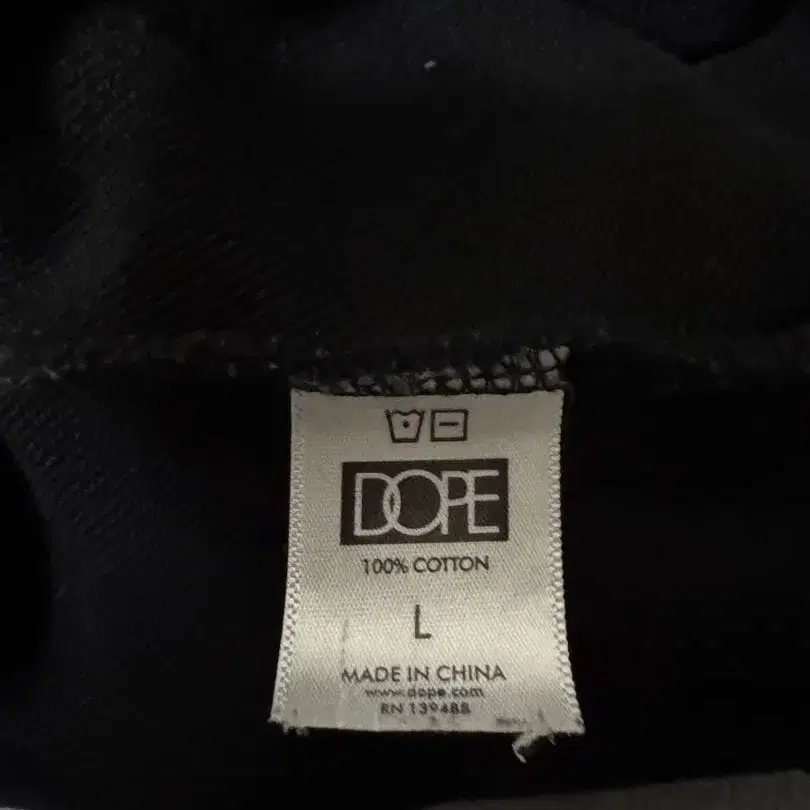 DOPE
100% COTTON
L
MADE IN CHINA
www.dope.com
RN 139488